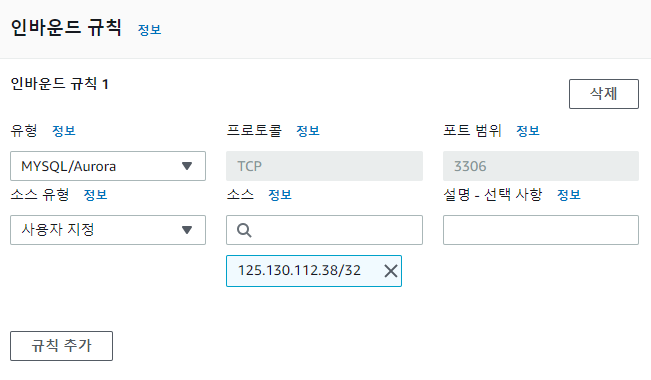 인바운드 규칙 정보
인바운드 규칙 1
삭제
유형 정보 프로토콜 정보 포트 범위 정보
MYSQL/Aurora TCP 3306
소스 유형 정보 소스 정보 설명 - 선택 사항 정보
사용자 지정
125.130.112.38/32
규칙 추가